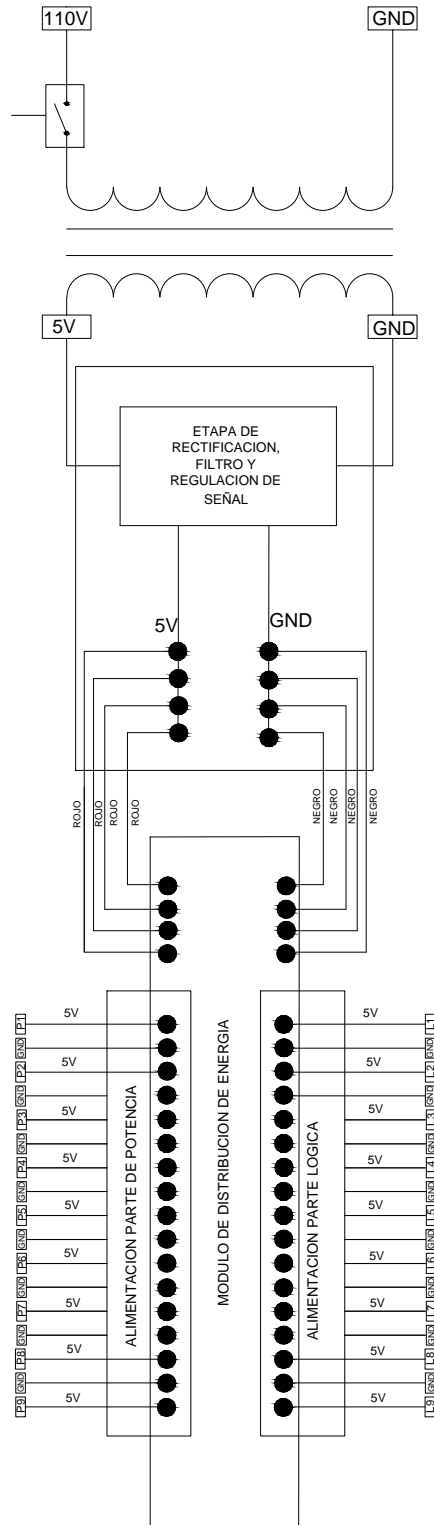 110V
GND
5V
GND
ETAPA DE
RECTIFICACION,
FILTRO Y
REGULACION DE
SEÑAL
5V
GND
ROJO
ROJO
ROJO
ROJO
NEGRO
NEGRO
NEGRO
NEGRO
ALIMENTACION PARTE DE POTENCIA
MODULO DE DISTRIBUCION DE ENERGIA
ALIMENTACION PARTE LOGICA
P1
5V
GND
P2
5V
GND
P3
5V
GND
P4
5V
GND
P5
5V
GND
P6
5V
GND
P7
5V
GND
P8
5V
GND
P9
5V
5V
L1
GND
5V
L2
GND
5V
L3
GND
5V
L4
GND
5V
L5
GND
5V
L6
GND
5V
L7
GND
5V
L8
GND
5V
L9